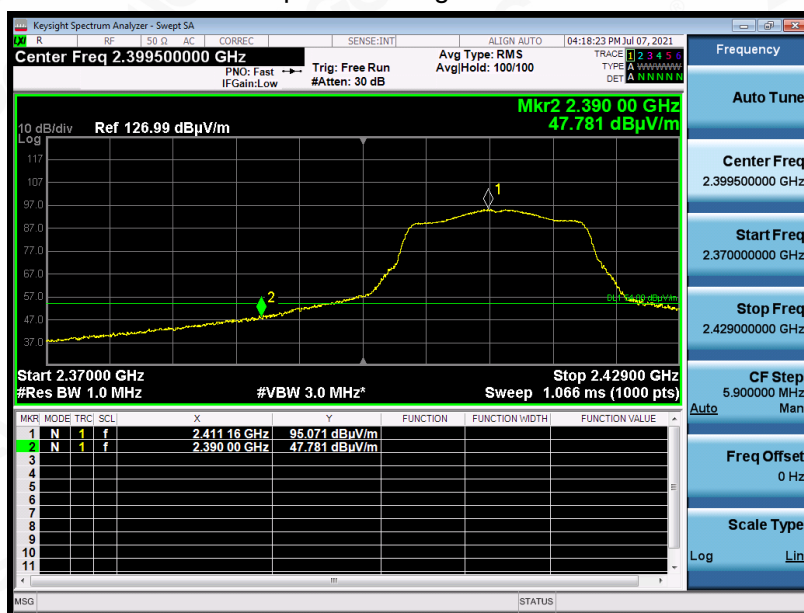 Keysight Spectrum Analyzer - Swept SA
LXI R RF 50 Ω AC CORREC SENSE:INT ALIGN AUTO 04:18:23 PM Jul 07, 2021
Center Freq 2.399500000 GHz
PNO: Fast
IFGain:Low
Trig: Free Run
#Atten: 30 dB
Avg Type: RMS
Avg|Hold: 100/100
TRACE 1 2 3 4 5 6
TYPE A WWWWW
DET A N N N N N
Mkr2 2.390 00 GHz
47.781 dBµV/m
10 dB/div Ref 126.99 dBµV/m
Log
117
107
97.0
87.0
77.0
67.0
57.0
47.0
37.0
1
2
Start 2.37000 GHz Stop 2.42900 GHz
#Res BW 1.0 MHz #VBW 3.0 MHz* Sweep 1.066 ms (1000 pts)
MKR MODE TRC SCL X Y FUNCTION FUNCTION WIDTH FUNCTION VALUE
1 N 1 f 2.411 16 GHz 95.071 dBµV/m
2 N 1 f 2.390 00 GHz 47.781 dBµV/m
3
4
5
6
7
8
9
10
11
MSG STATUS
Frequency
Auto Tune
Center Freq
2.399500000 GHz
Start Freq
2.370000000 GHz
Stop Freq
2.429000000 GHz
CF Step
5.900000 MHz
Auto Man
Freq Offset
0 Hz
Scale Type
Log Lin